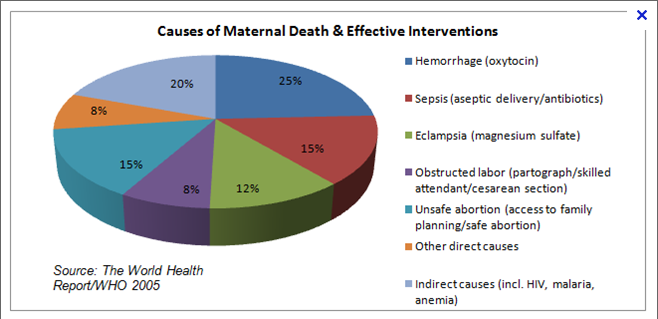 Causes of Maternal Death & Effective Interventions
20%
25%
8%
15%
15%
8%
12%
Hemorrhage (oxytocin)
Sepsis (aseptic delivery/antibiotics)
Eclampsia (magnesium sulfate)
Obstructed labor (partograph/skilled
attendant/cesarean section)
Unsafe abortion (access to family
planning/safe abortion)
Other direct causes
Indirect causes (incl. HIV, malaria,
anemia)
Source: The World Health
Report/WHO 2005